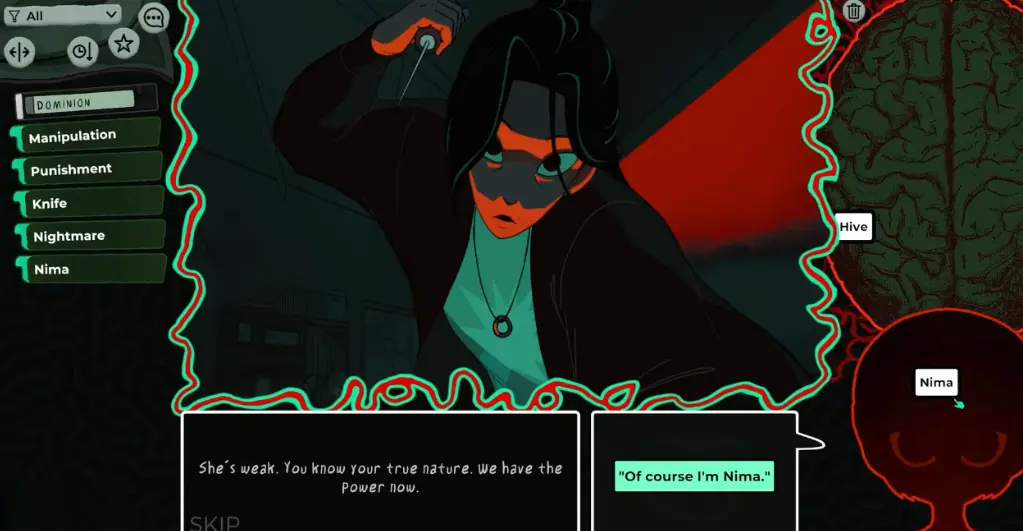 All
DOMINION
Manipulation
Punishment
Knife
Nightmare
Nima
Hive
Nima
She's weak. You know your true nature. We have the
Power now.
SKIP
"Of course I'm Nima."